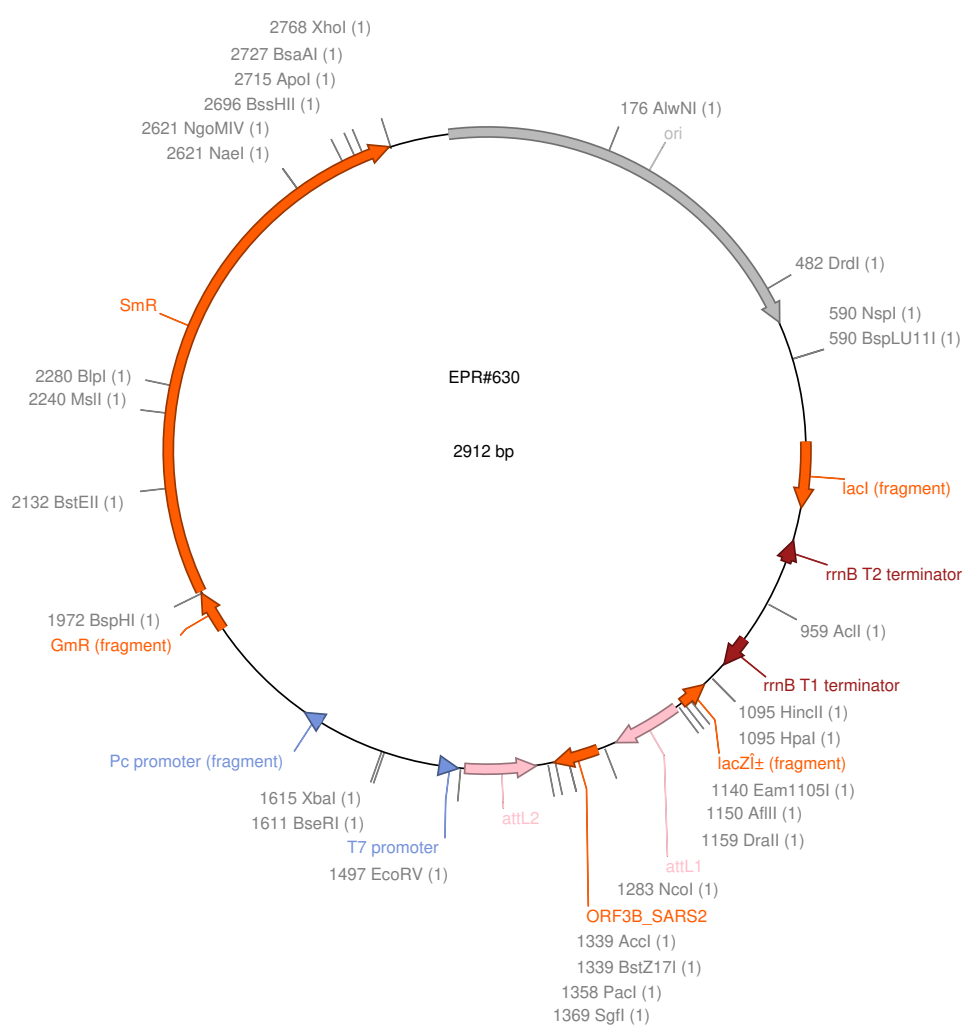 2768 XhoI (1)
2727 BsaAI (1)
2715 ApoI (1)
2696 BssHII (1)
2621 NgoMIV (1)
2621 NaeI (1)
176 AlwNI (1)
ori
482 DrdI (1)
590 NspI (1)
590 BspLU11I (1)
SmR
2280 BlpI (1)
2240 MslI (1)
EPR#630
2912 bp
2132 BstEII (1)
lacI (fragment)
rrnB T2 terminator
1972 BspHI (1)
GmR (fragment)
959 AclI (1)
rrnB T1 terminator
1095 HincII (1)
1095 HpaI (1)
Pc promoter (fragment)
lacZÎ± (fragment)
1140 Eam1105I (1)
1615 XbaI (1)
1150 AflII (1)
1611 BseRI (1)
attL2
1159 DraII (1)
T7 promoter
attL1
1497 EcoRV (1)
1283 NcoI (1)
ORF3B_SARS2
1339 AccI (1)
1339 BstZ17I (1)
1358 PacI (1)
1369 SgfI (1)